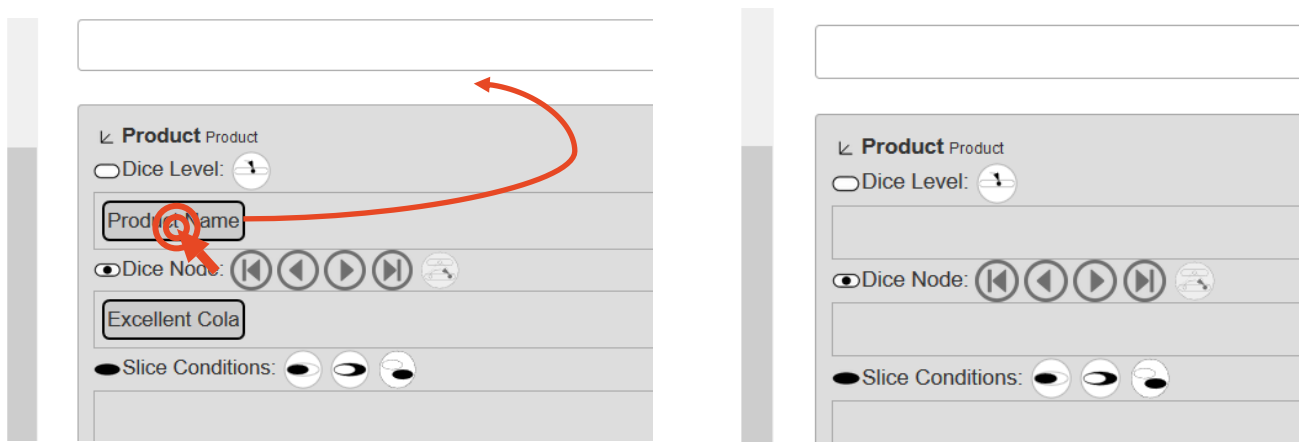 Product Product
Dice Level:
Product Name
Dice Node:
Excellent Cola
Slice Conditions:
Product Product
Dice Level:
Dice Node:
Slice Conditions: